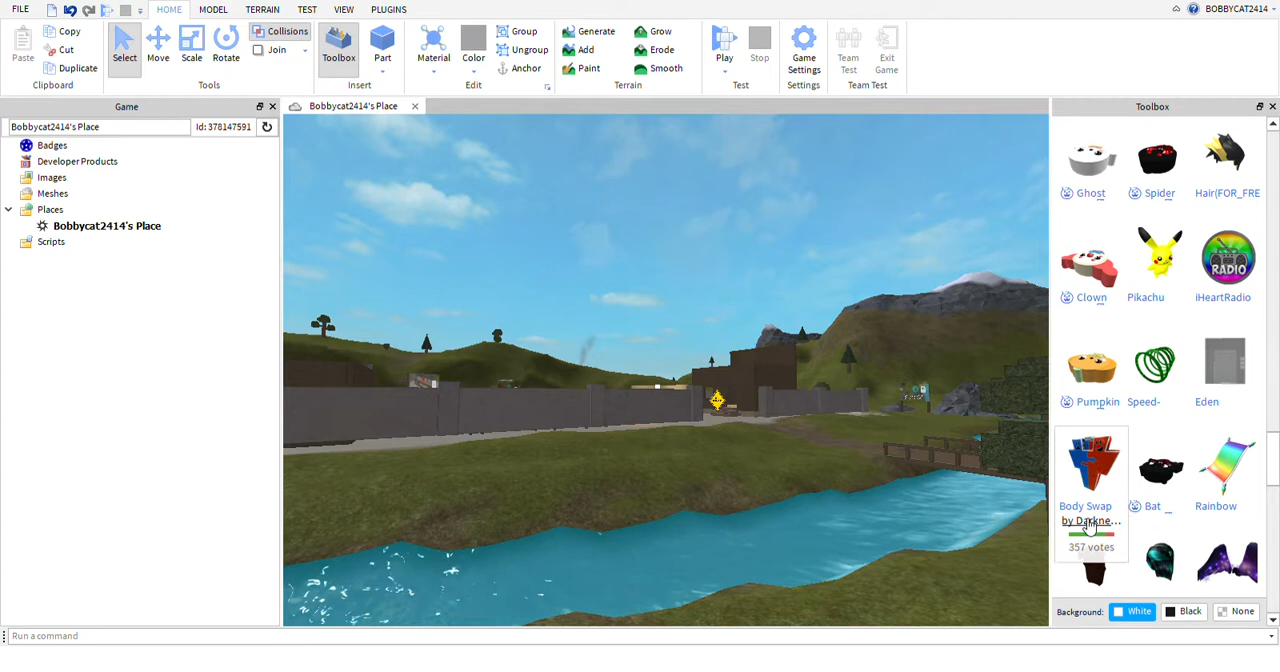 FILE HOME MODEL TERRAIN TEST VIEW PLUGINS BOBBYCAT2414
Paste Copy Cut Duplicate Select Move Scale Rotate Collisions Join Toolbox Part Material Color Group Ungroup Anchor Generate Add Paint Grow Erode Smooth Play Stop Game Settings Team Test Exit Game
Clipboard Tools Insert Edit Terrain Test Settings Team Test
Game Bobbycat2414's Place Toolbox
Bobbycat2414's Place Id: 378147591
Badges
Developer Products
Images
Meshes
Places
Bobbycat2414's Place
Scripts
Ghost Spider Hair(FOR_FRE
RADIO
Clown Pikachu iHeartRadio
Pumpkin Speed- Eden
Body Swap Bat Rainbow
by Darkne...
357 votes
Background: White Black None
Run a command